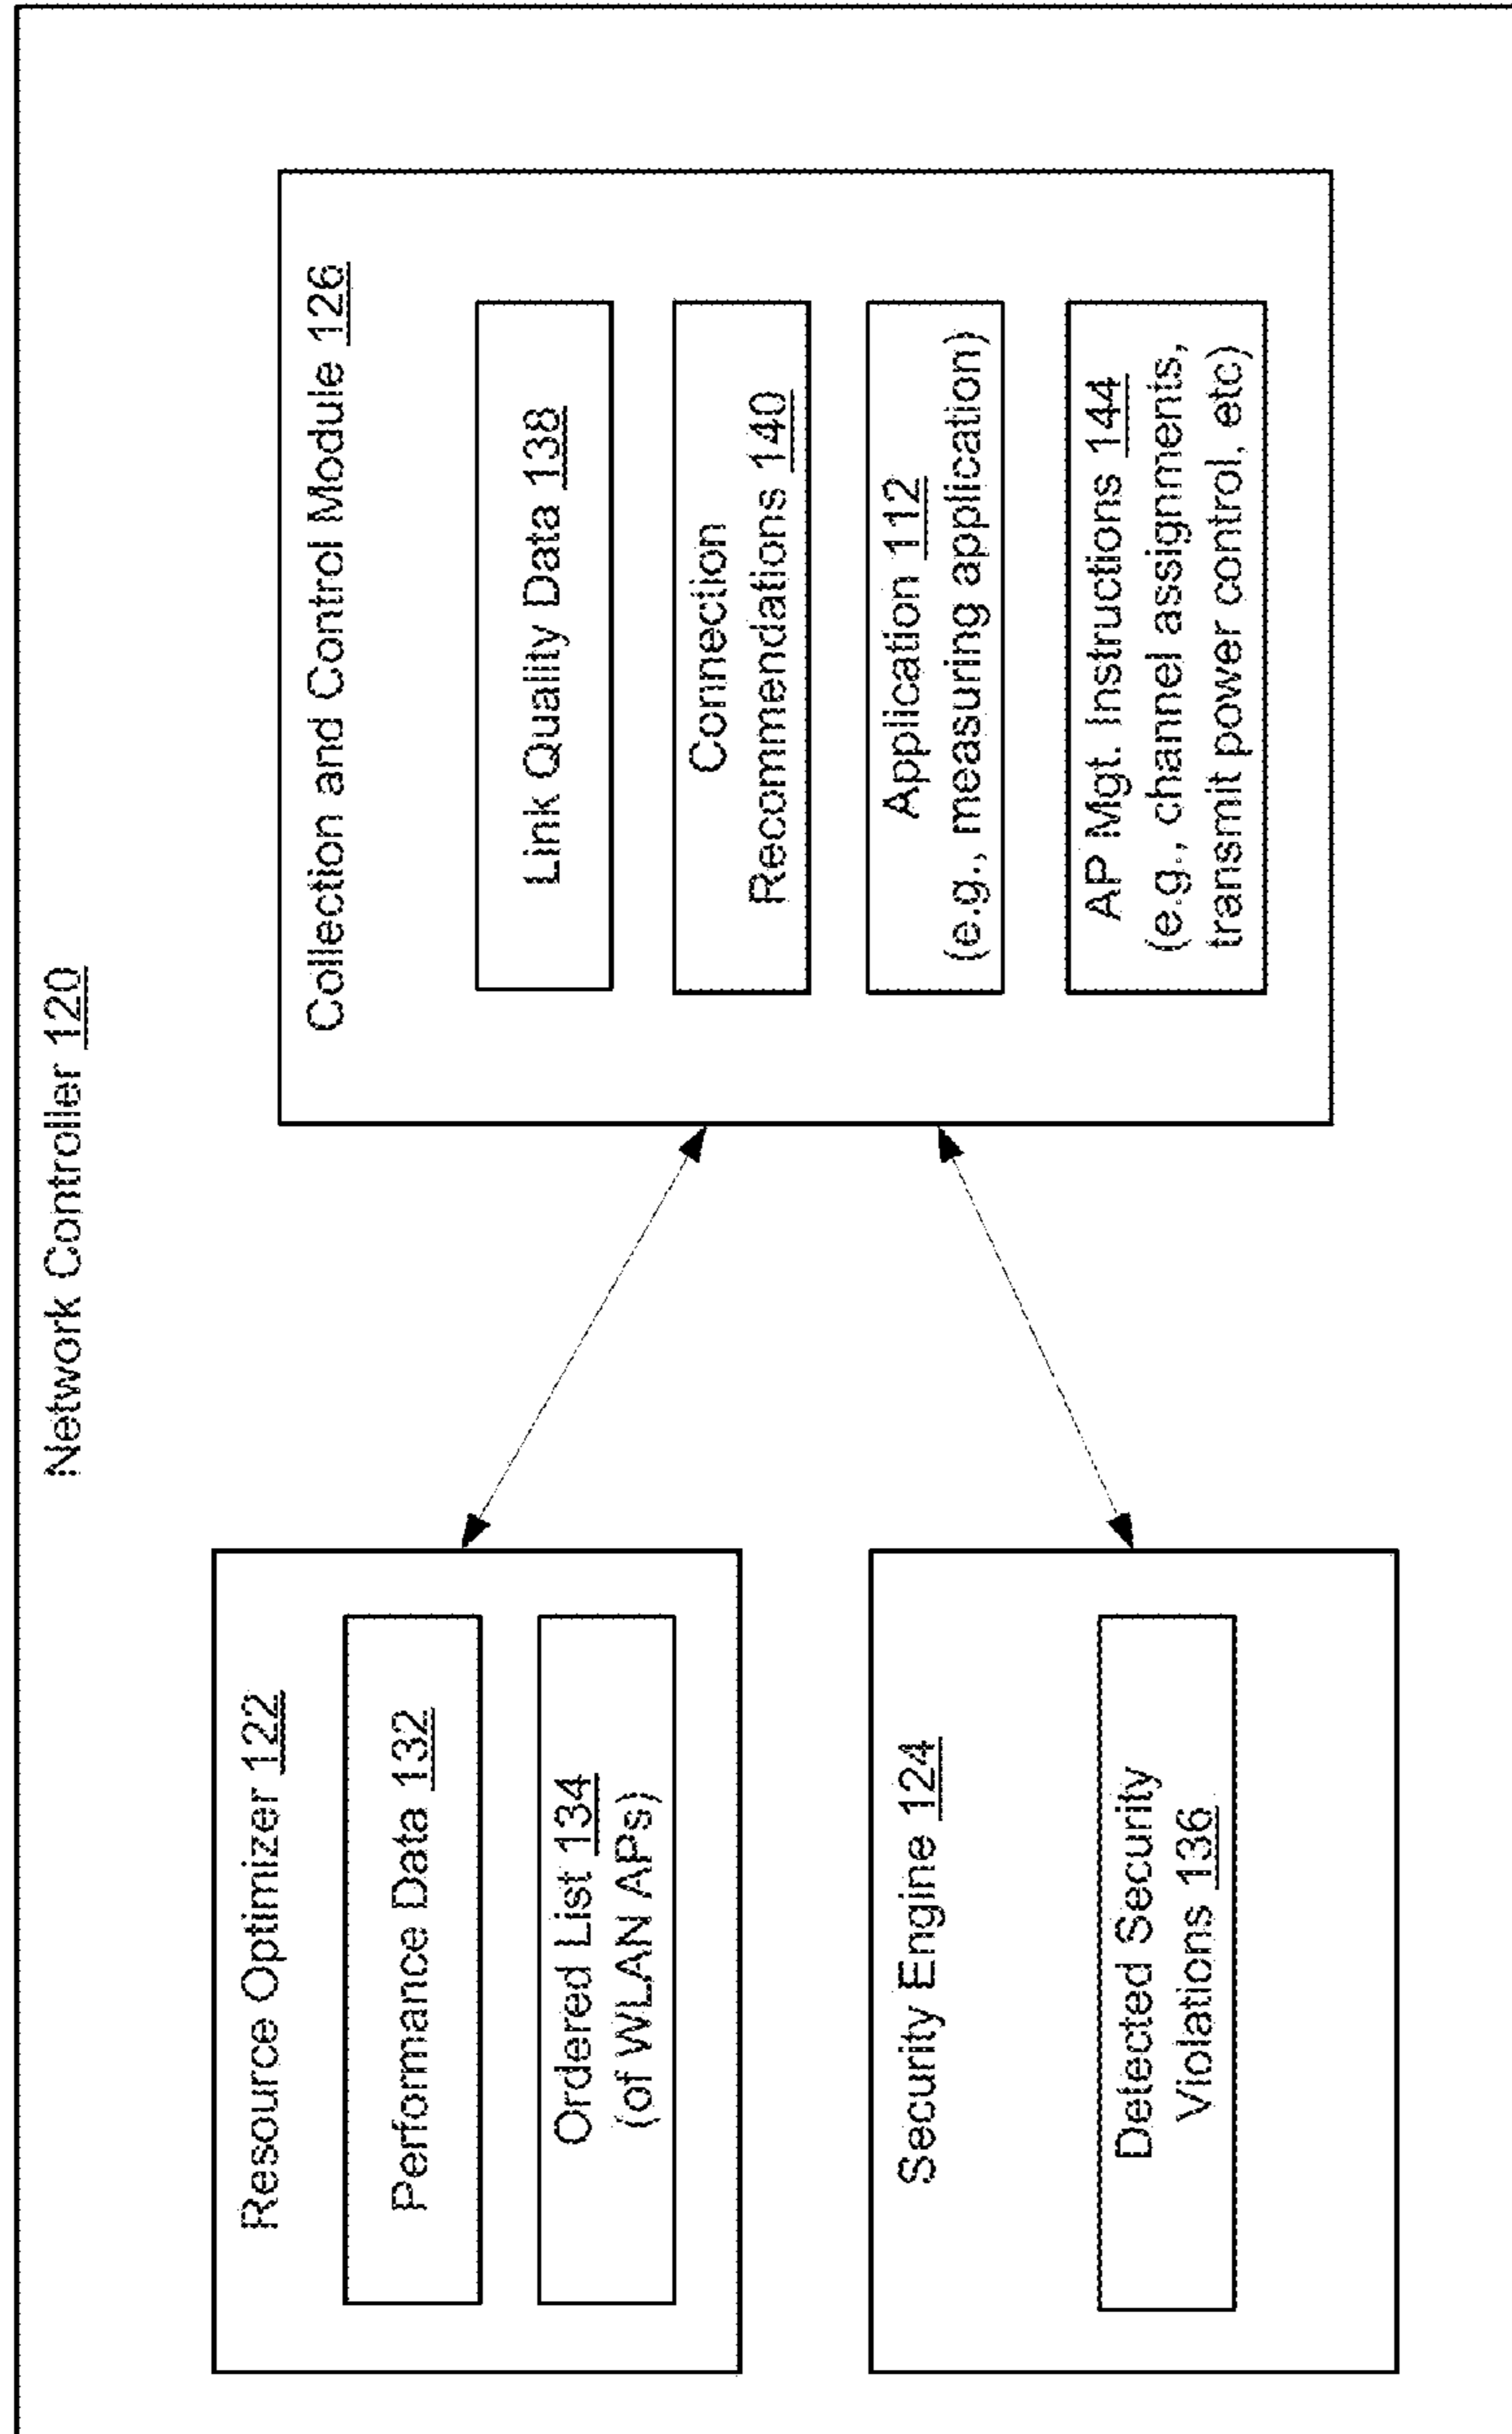 Network Controller 120
Resource Optimizer 122
Performance Data 132
Ordered List 134
(of WLAN APs)
Security Engine 124
Detected Security
Violations 136
Collection and Control Module 126
Link Quality Data 138
Connection
Recommendations 140
Application 112
(e.g., measuring application)
AP Mgt. Instructions 144
(e.g., channel assignments,
transmit power control, etc)